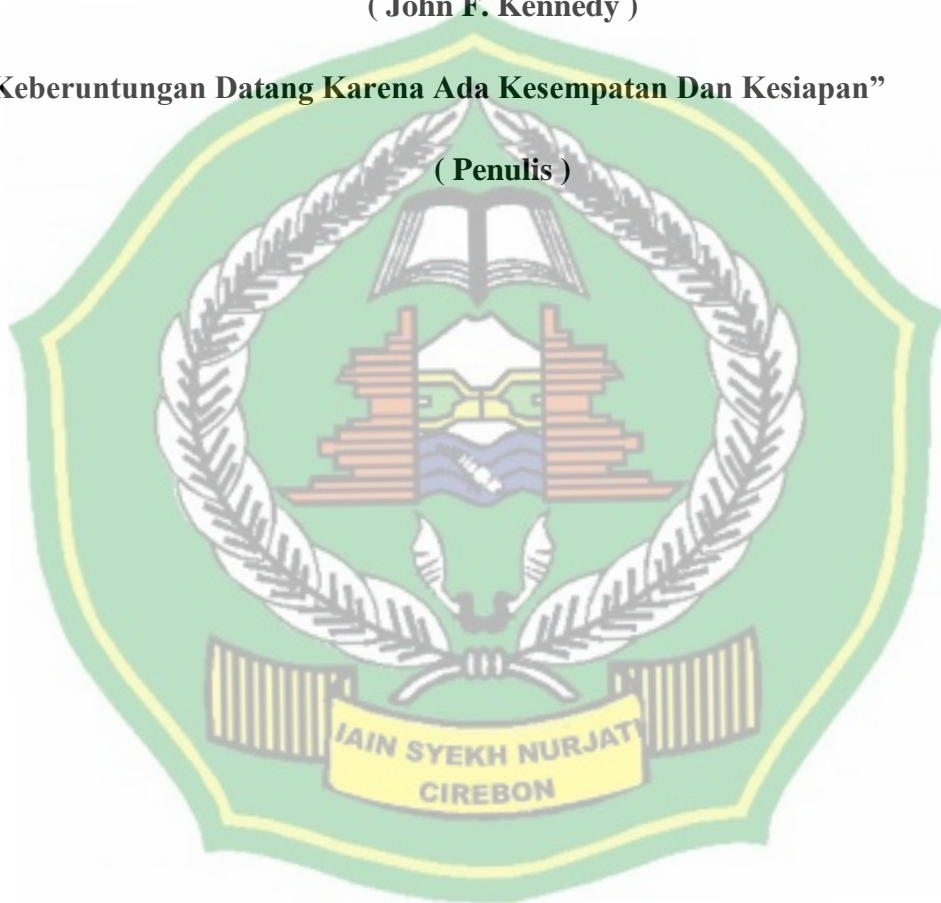 ( John F. Kennedy )
Keberuntungan Datang Karena Ada Kesempatan Dan Kesiapan”
( Penulis )
IAIN SYEKH NURJATI
CIREBON